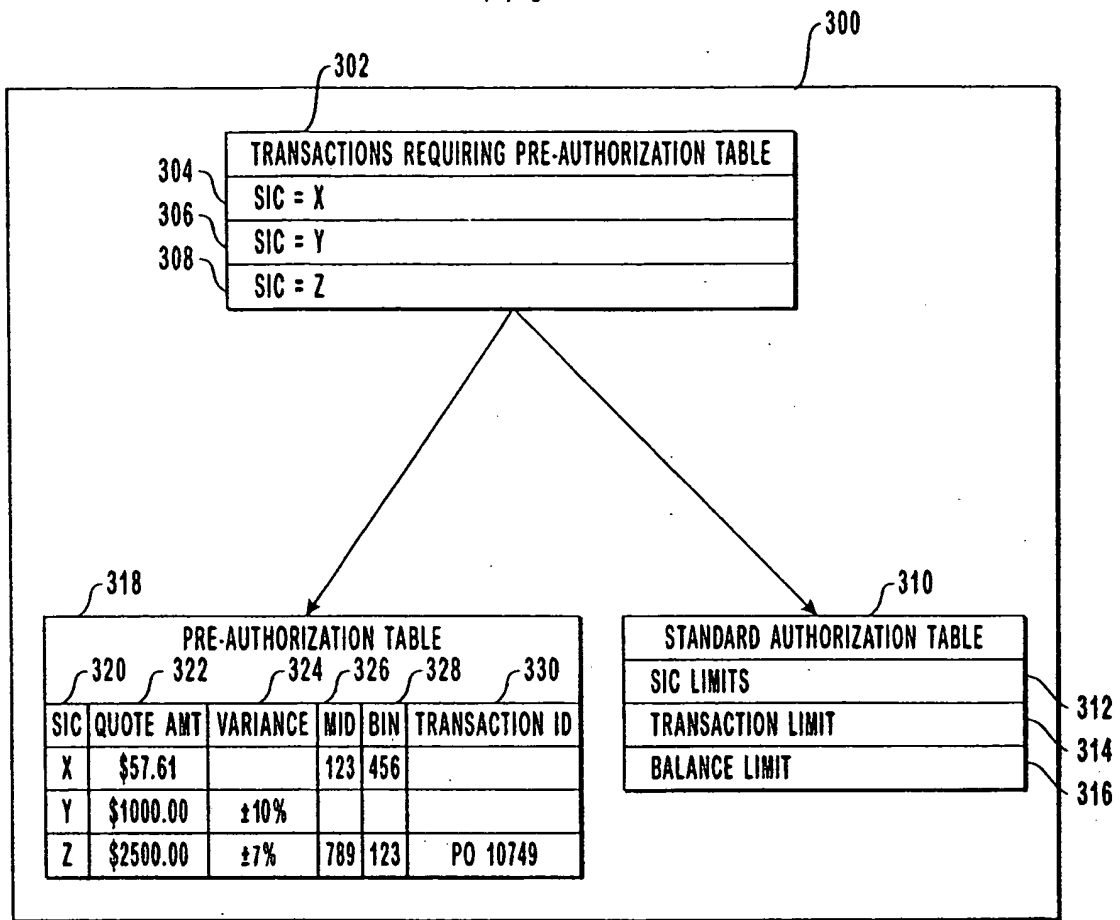 300
302
TRANSACTIONS REQUIRING PRE-AUTHORIZATION TABLE
304
SIC = X
306
SIC = Y
308
SIC = Z
318
PRE-AUTHORIZATION TABLE
320 322 324 326 328 330
SIC QUOTE AMT VARIANCE MID BIN TRANSACTION ID
X $57.61 123 456
Y $1000.00 ±10%
Z $2500.00 ±7% 789 123 PO 10749
310
STANDARD AUTHORIZATION TABLE
SIC LIMITS
312
TRANSACTION LIMIT
314
BALANCE LIMIT
316